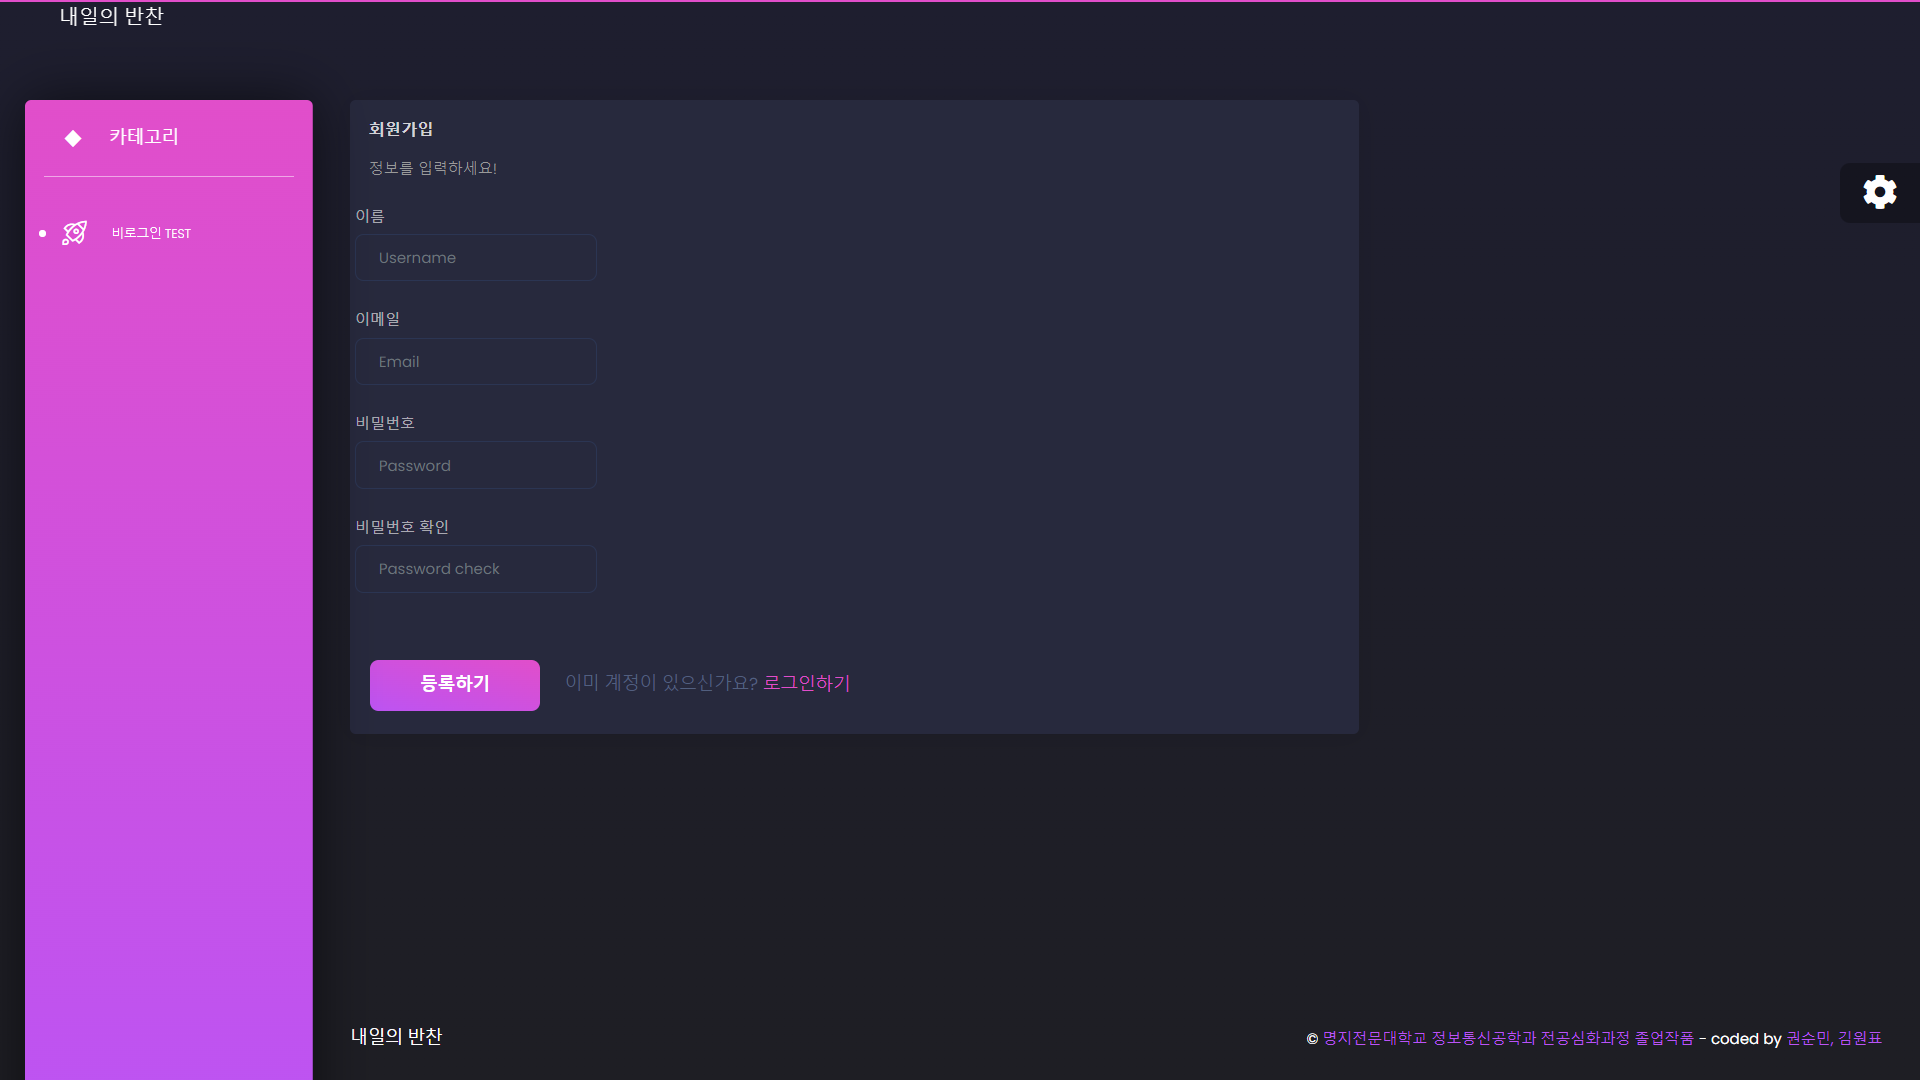 내일의 반찬
카테고리
비로그인 TEST
회원가입
정보를 입력하세요!
이름
Username
이메일
Email
비밀번호
Password
비밀번호 확인
Password check
등록하기
이미 계정이 있으신가요? 로그인하기
내일의 반찬
© 명지전문대학교 정보통신공학과 전공심화과정 졸업작품 - coded by 권순민, 김원표